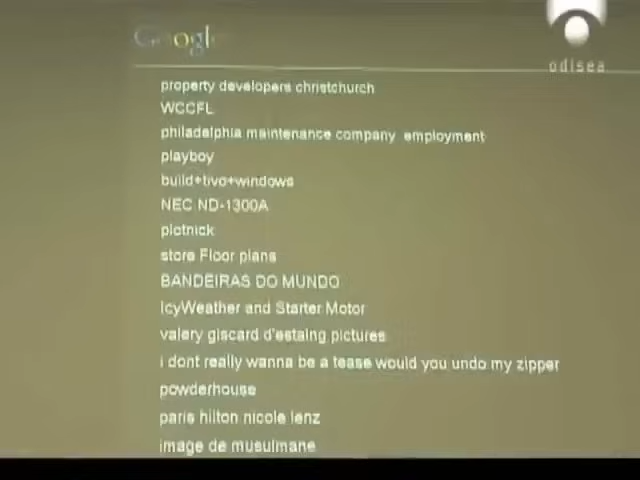 Google
odisea
property developers christchurch
WCCFL
philadelphia maintenance company employment
playboy
build+tivo+windows
NEC ND-1300A
plotnick
store Floor plans
BANDEIRAS DO MUNDO
IcyWeather and Starter Motor
valery giscard d'estaing pictures
i dont really wanna be a tease would you undo my zipper
powderhouse
paris hilton nicole lenz
image de musulmane